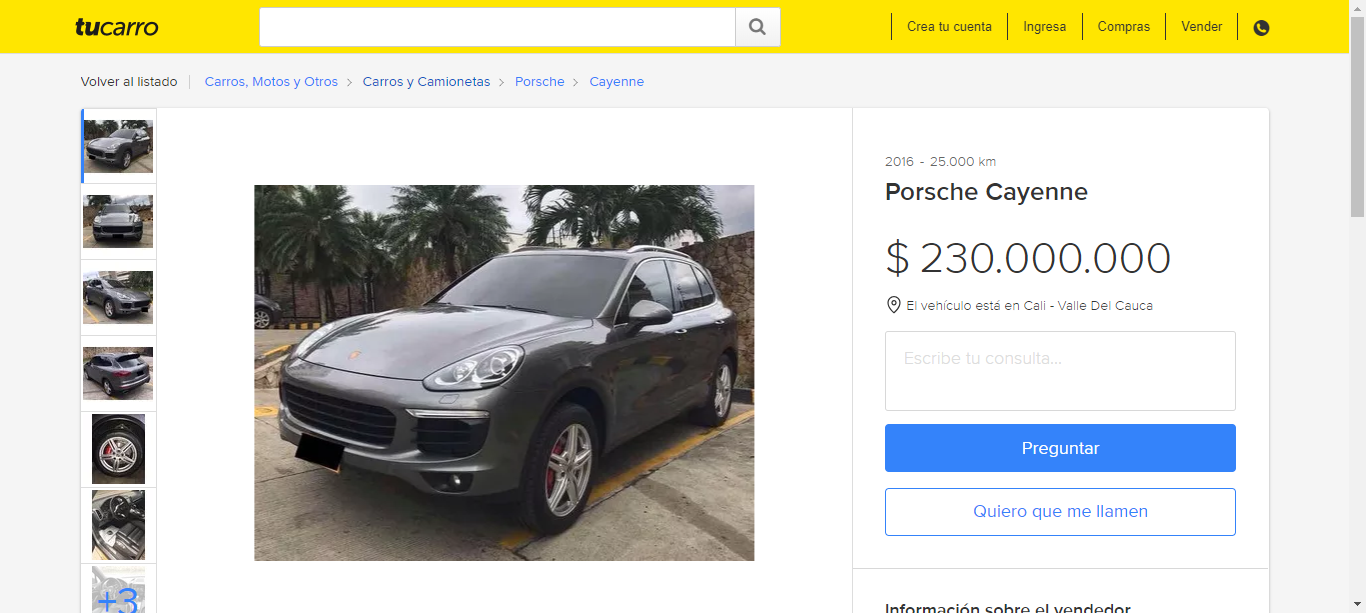 tucarro
Crea tu cuenta
Ingresa
Compras
Vender
Volver al listado
Carros, Motos y Otros
Carros y Camionetas
Porsche
Cayenne
2016 - 25.000 km
Porsche Cayenne
$ 230.000.000
El vehículo está en Cali - Valle Del Cauca
Escribe tu consulta...
Preguntar
Quiero que me llamen
+3
Información sobre el vendedor